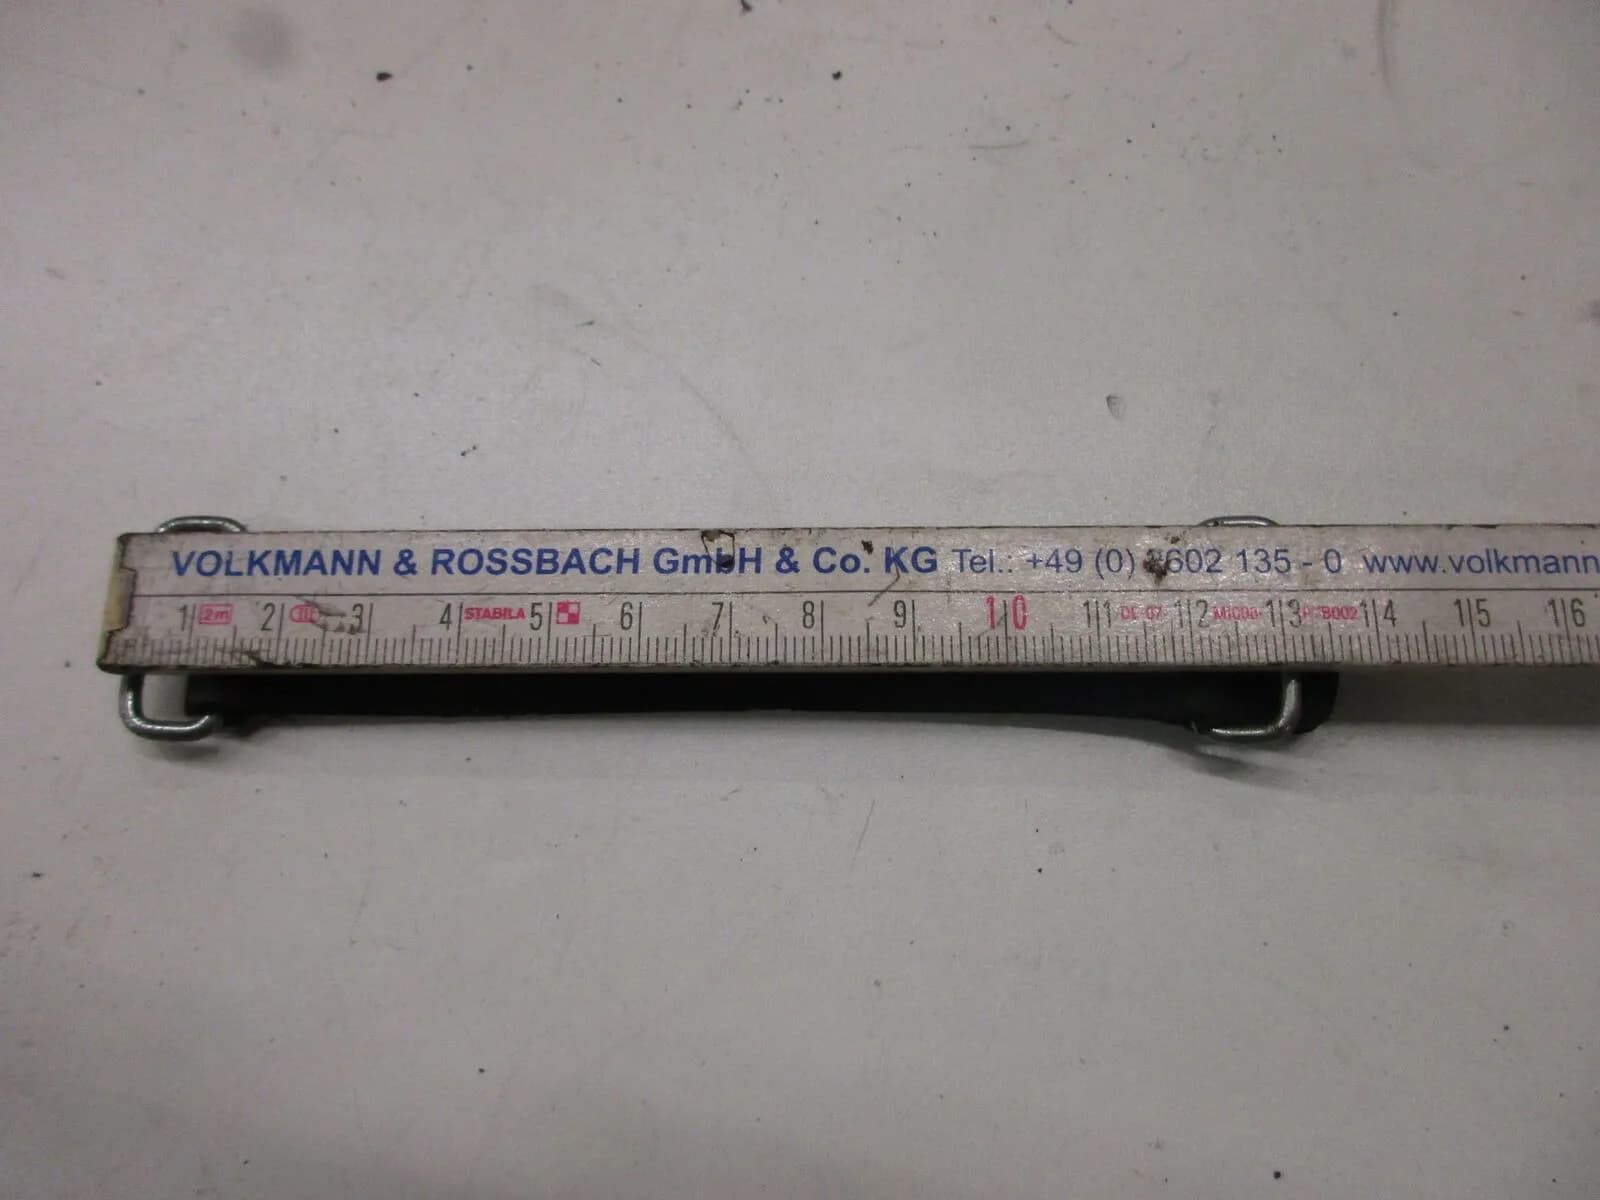 VOLKMANN & ROSSBACH GmbH & Co. KG Tel.: +49 (0) 2602 135 - 0 www.volkmann
1 2m 2 III 3 4 STABILA 5 6 7 8 9 10 11 12 13 14 15 16